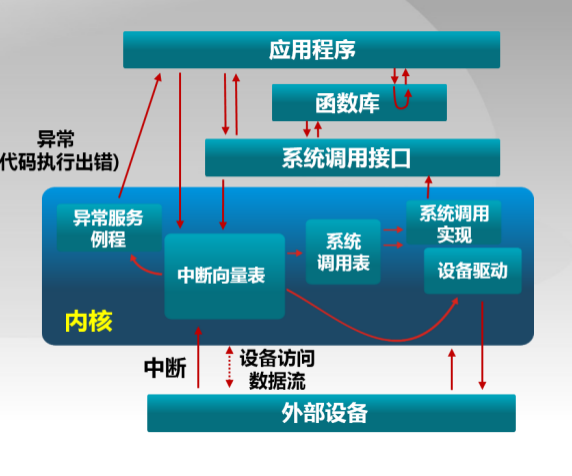 应用程序
函数库
异常
代码执行出错)
系统调用接口
异常服务
例程
系统调用
实现
系统
调用表
中断向量表
设备驱动
内核
中断
设备访问
数据流
外部设备